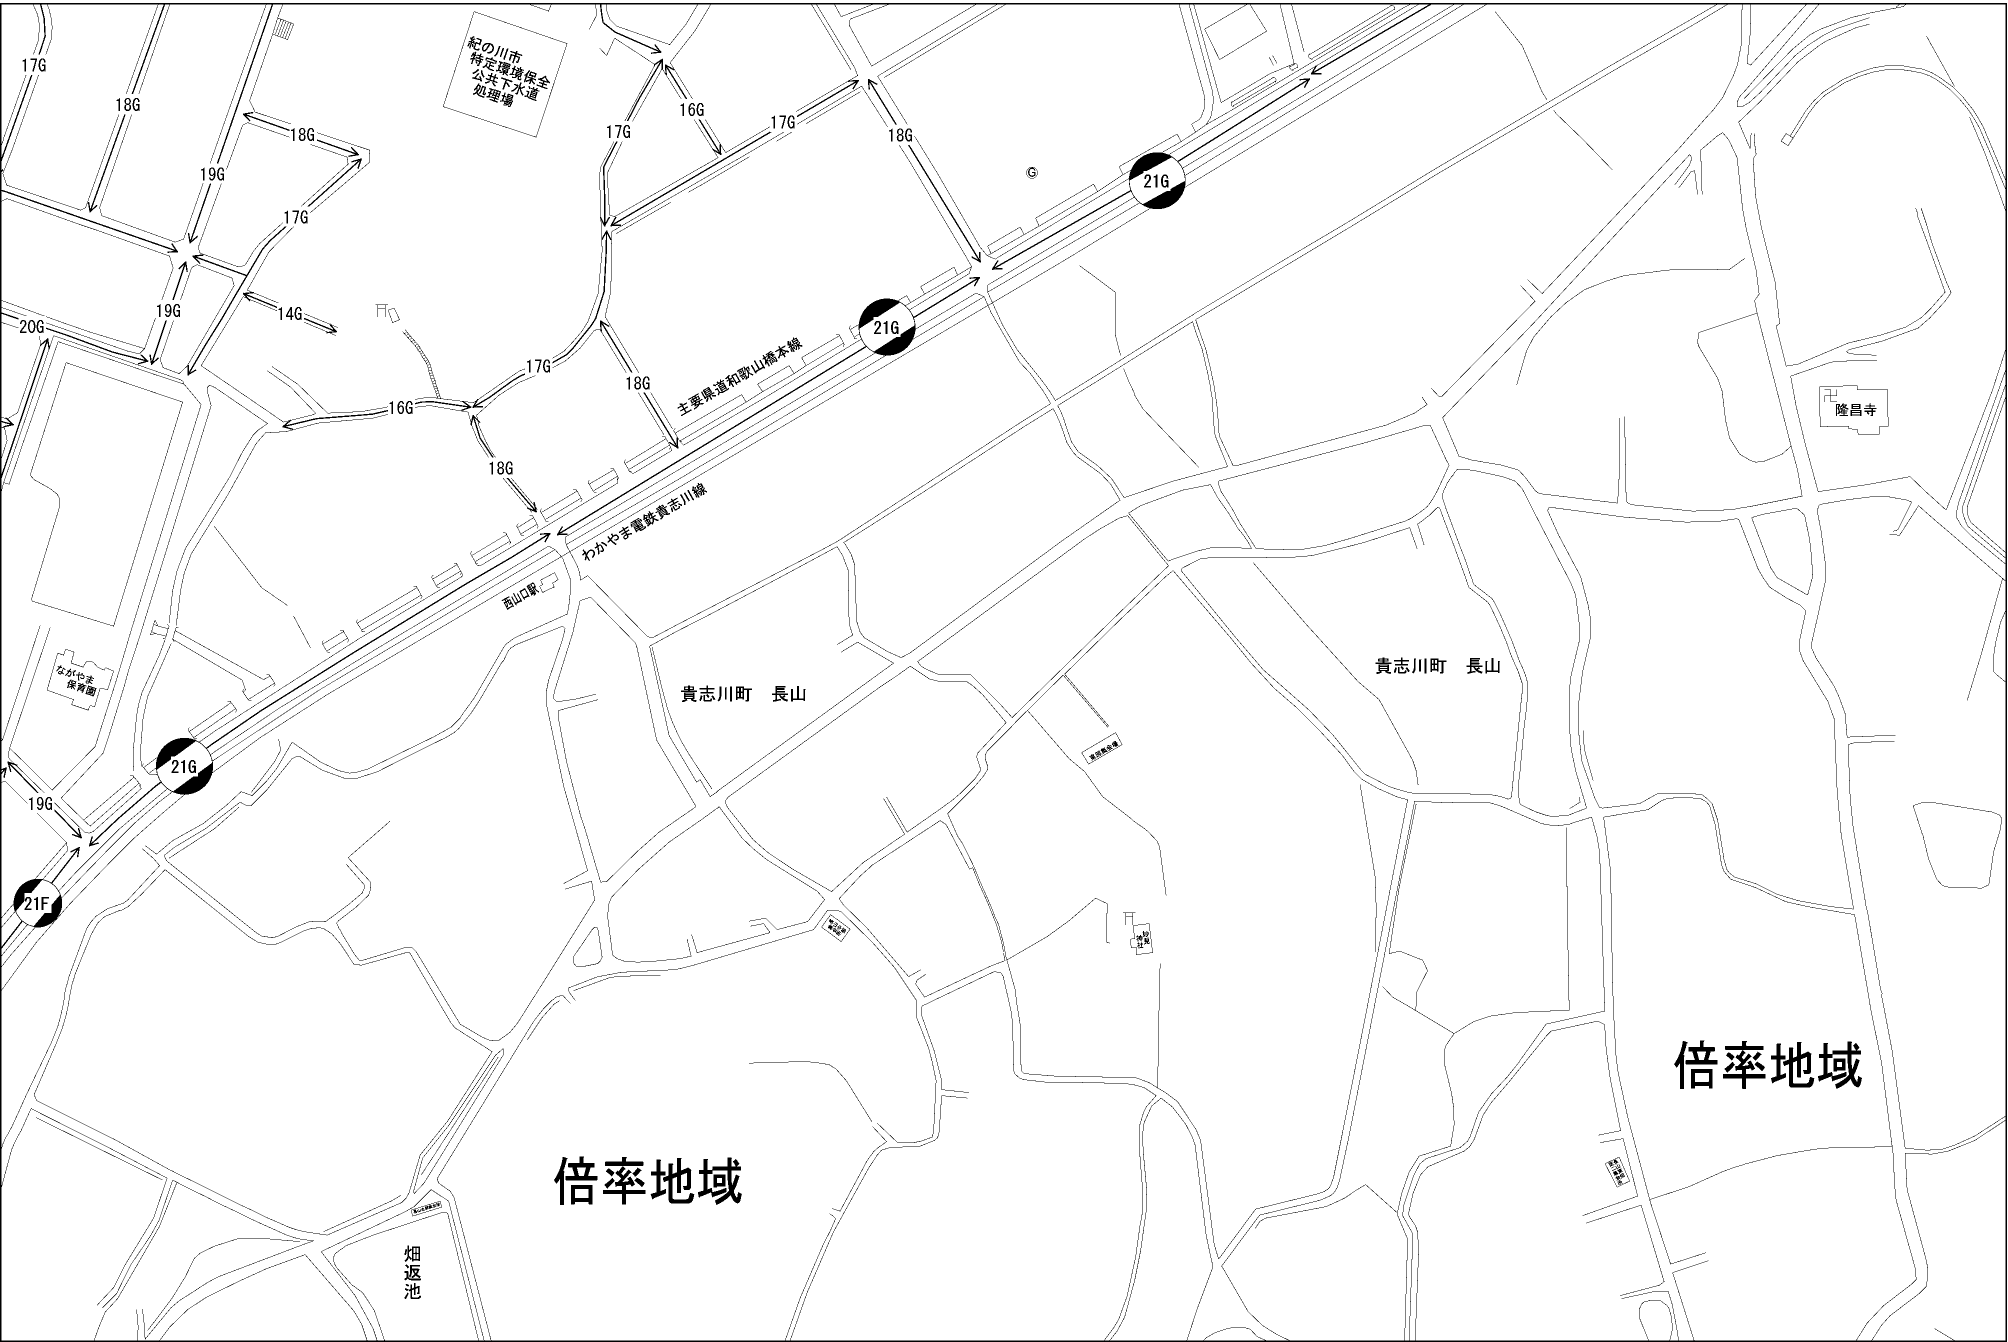 17G
18G
紀の川市
特定環境保全
公共下水道
処理場
16G
17G
17G
18G
18G
19G
G
21G
17G
14G
19G
20G
21G
17G
18G
主要県道和歌山橋本線
16G
隆昌寺
18G
わかやま電鉄貴志川線
西山口駅
ながやま
保育園
貴志川町 長山
貴志川町 長山
21G
19G
21F
妙見
神社
倍率地域
倍率地域
畑返池